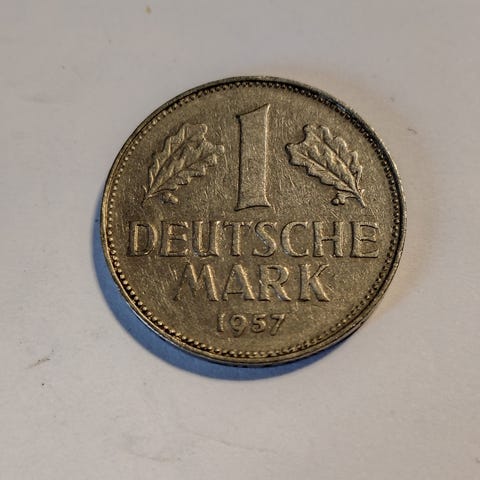 1
DEUTSCHE
MARK
1957